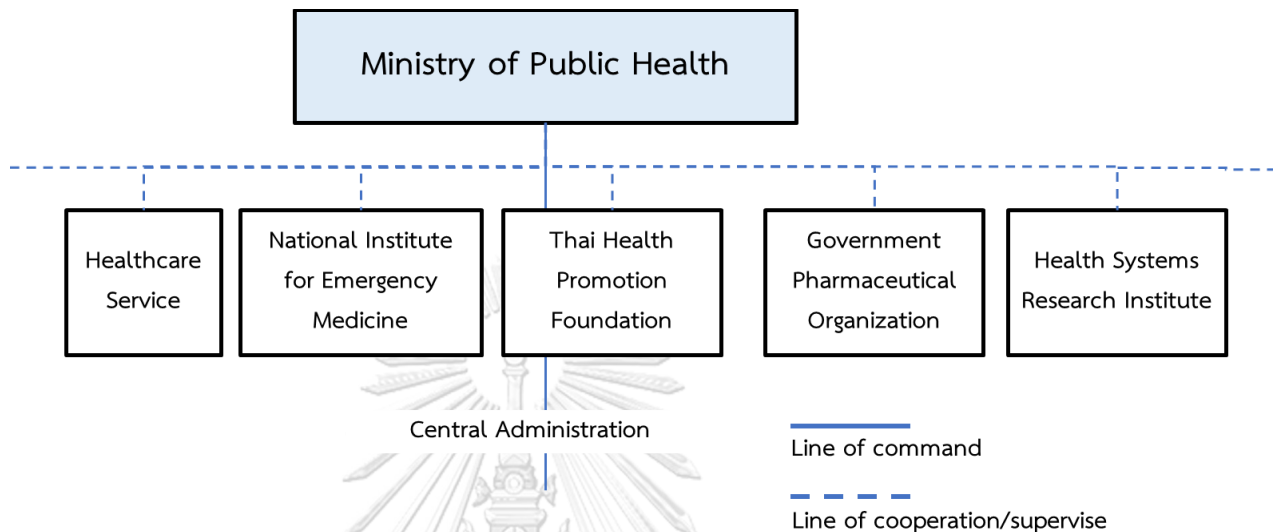 Ministry of Public Health
Healthcare
Service
National Institute
for Emergency
Medicine
Thai Health
Promotion
Foundation
Government
Pharmaceutical
Organization
Health Systems
Research Institute
Central Administration
Line of command
Line of cooperation/supervise